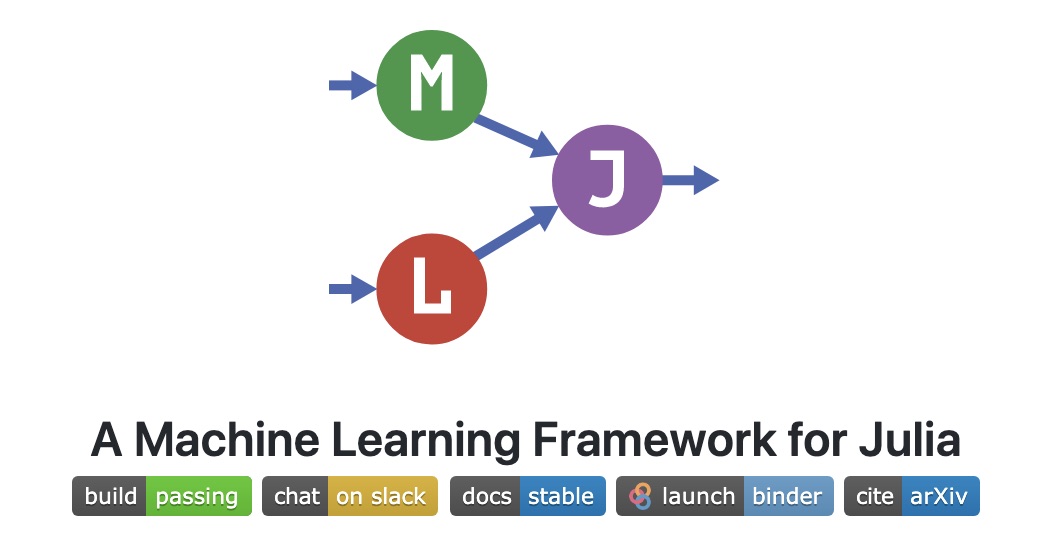 M
J
L
A Machine Learning Framework for Julia
build passing chat on slack docs stable launch binder cite arXiv